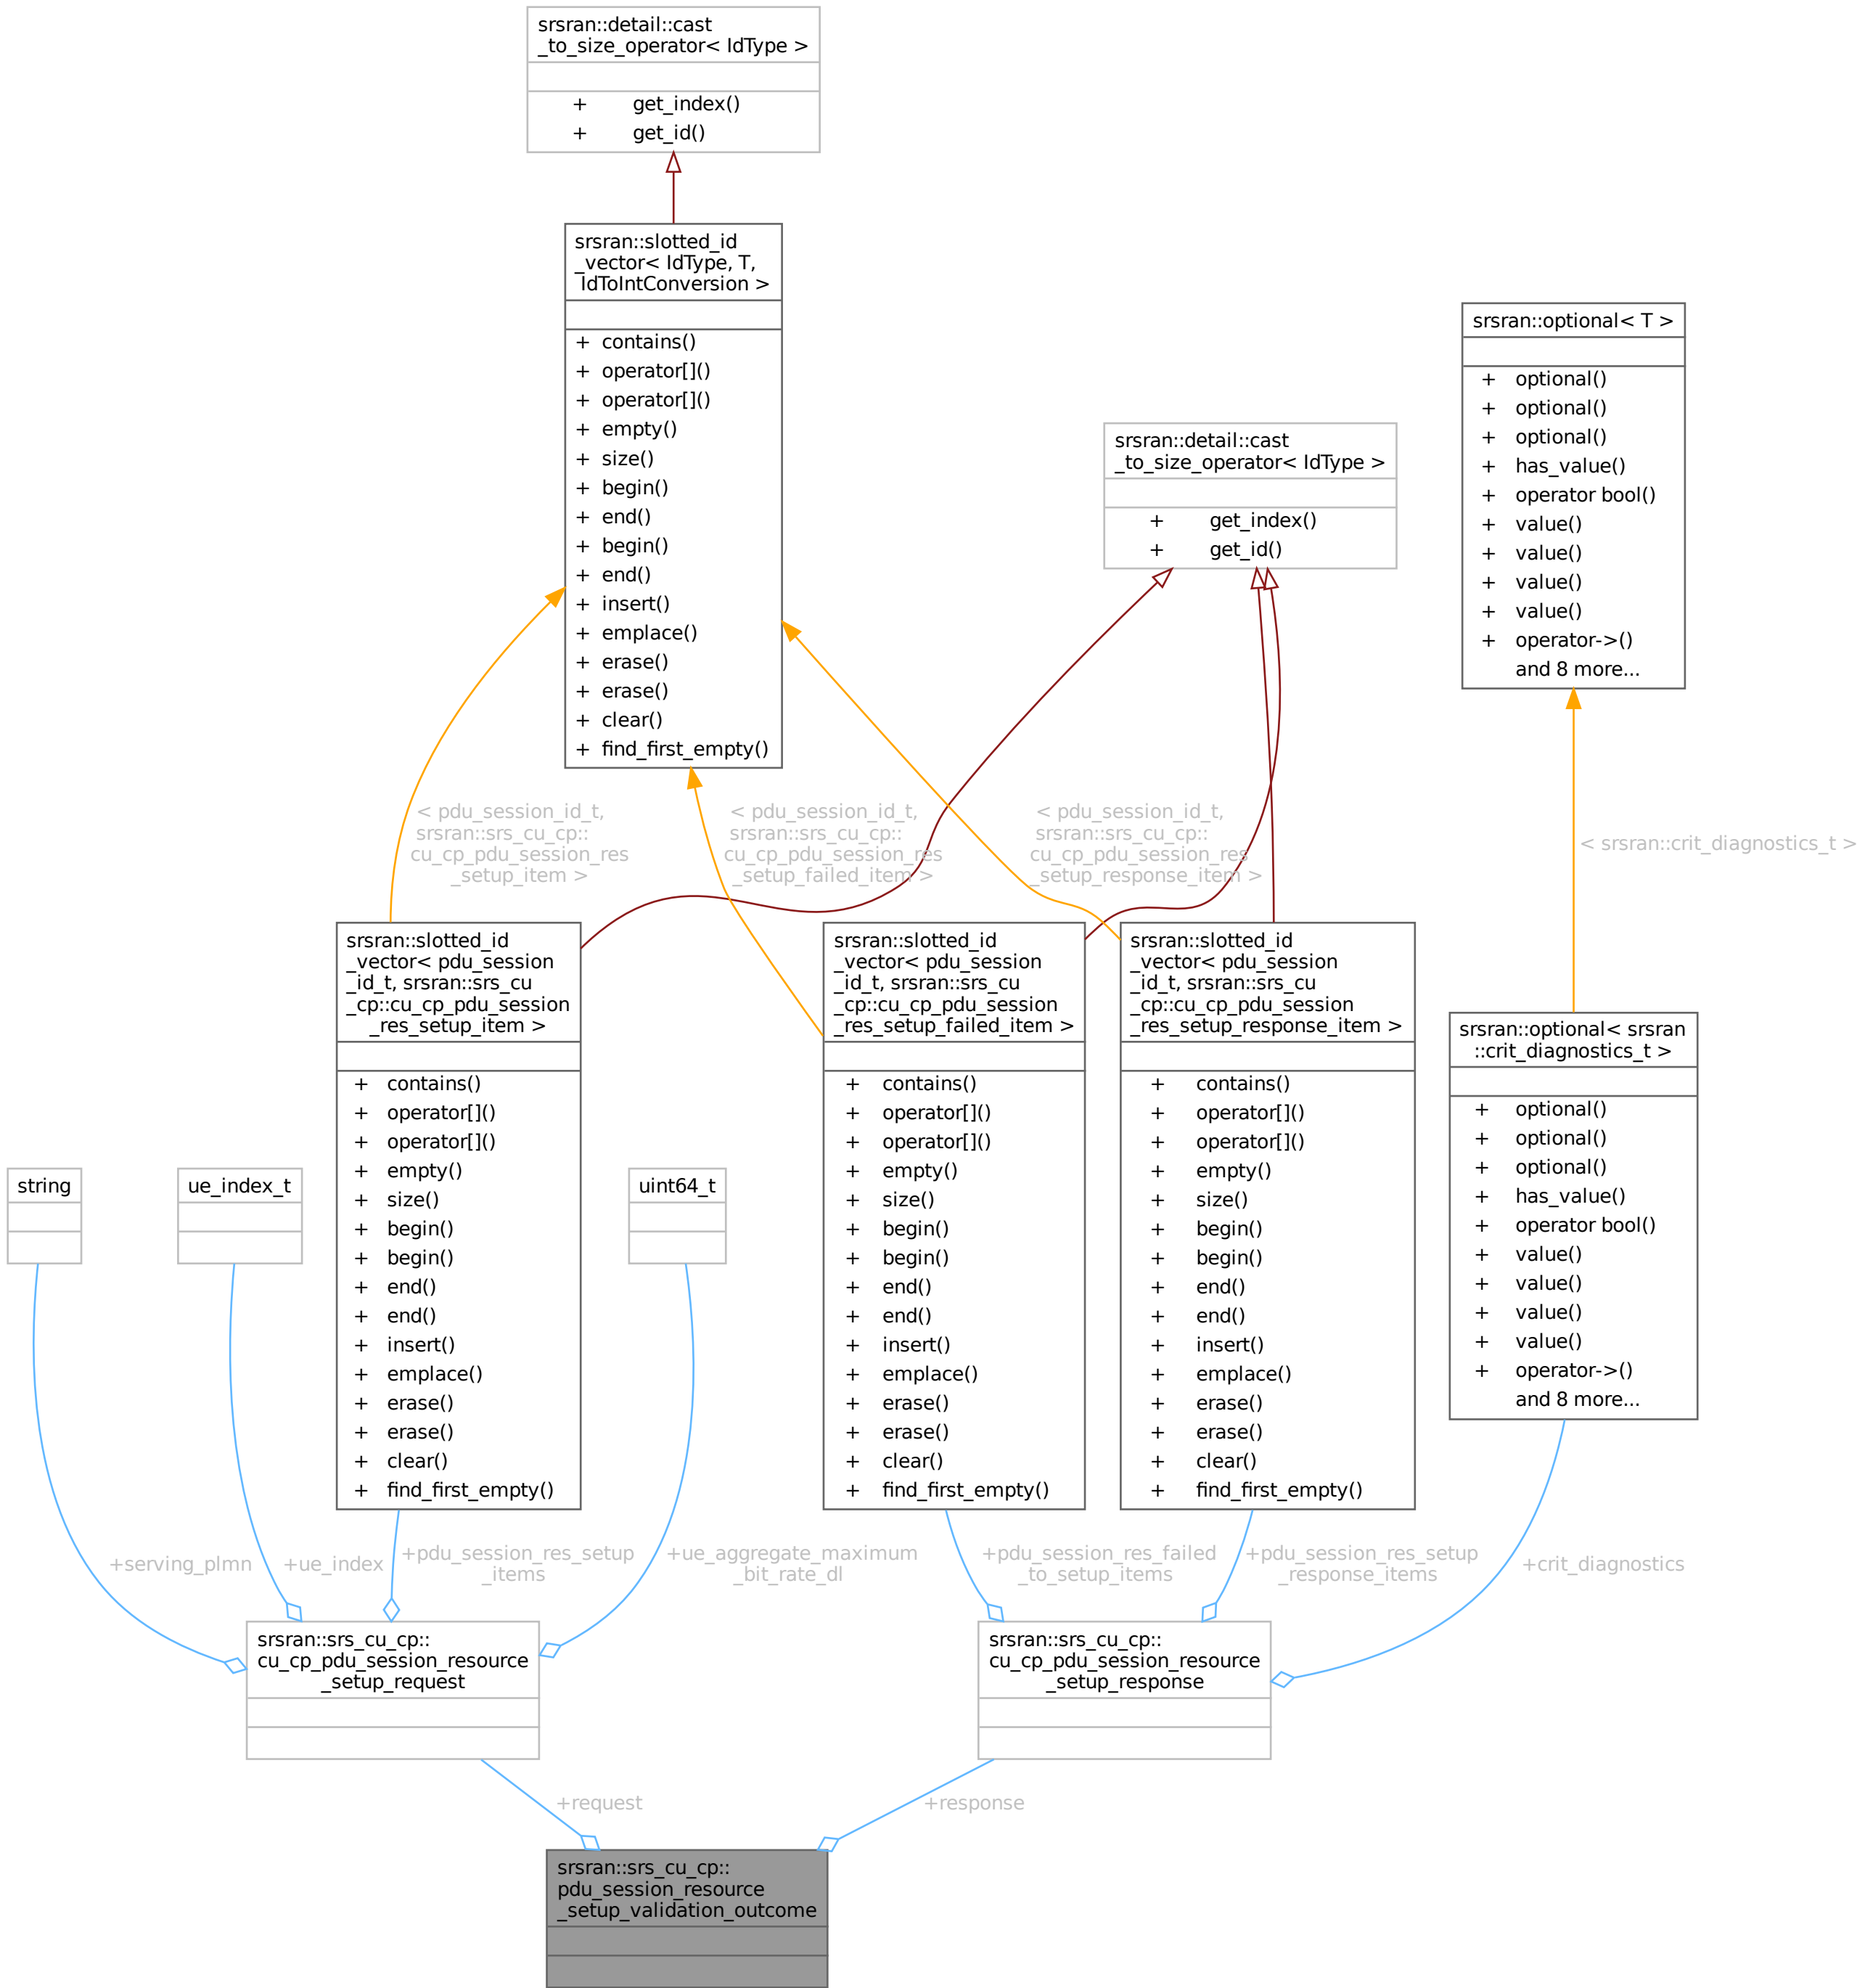 srsran::detail::cast
_to_size_operator< IdType >
+ get_index()
+ get_id()
srsran::slotted_id
_vector< IdType, T,
IdToIntConversion >
+ contains()
+ operator[]()
+ operator[]()
+ empty()
+ size()
+ begin()
+ end()
+ begin()
+ end()
+ insert()
+ emplace()
+ erase()
+ erase()
+ clear()
+ find_first_empty()
srsran::optional< T >
+ optional()
+ optional()
+ optional()
+ has_value()
+ operator bool()
+ value()
+ value()
+ value()
+ value()
+ operator->()
and 8 more...
srsran::detail::cast
_to_size_operator< IdType >
+ get_index()
+ get_id()
< pdu_session_id_t,
srsran::srs_cu_cp::
cu_cp_pdu_session_res
_setup_item >
< pdu_session_id_t,
srsran::srs_cu_cp::
cu_cp_pdu_session_res
_setup_failed_item >
< pdu_session_id_t,
srsran::srs_cu_cp::
cu_cp_pdu_session_res
_setup_response_item >
< srsran::crit_diagnostics_t >
srsran::slotted_id
_vector< pdu_session
_id_t, srsran::srs_cu
_cp::cu_cp_pdu_session
_res_setup_item >
+ contains()
+ operator[]()
+ operator[]()
+ empty()
+ size()
+ begin()
+ begin()
+ end()
+ end()
+ insert()
+ emplace()
+ erase()
+ erase()
+ clear()
+ find_first_empty()
srsran::slotted_id
_vector< pdu_session
_id_t, srsran::srs_cu
_cp::cu_cp_pdu_session
_res_setup_failed_item >
+ contains()
+ operator[]()
+ operator[]()
+ empty()
+ size()
+ begin()
+ begin()
+ end()
+ end()
+ insert()
+ emplace()
+ erase()
+ erase()
+ clear()
+ find_first_empty()
srsran::slotted_id
_vector< pdu_session
_id_t, srsran::srs_cu
_cp::cu_cp_pdu_session
_res_setup_response_item >
+ contains()
+ operator[]()
+ operator[]()
+ empty()
+ size()
+ begin()
+ begin()
+ end()
+ end()
+ insert()
+ emplace()
+ erase()
+ erase()
+ clear()
+ find_first_empty()
srsran::optional< srsran
::crit_diagnostics_t >
+ optional()
+ optional()
+ optional()
+ has_value()
+ operator bool()
+ value()
+ value()
+ value()
+ value()
+ operator->()
and 8 more...
string
ue_index_t
uint64_t
+serving_plmn
+ue_index
+pdu_session_res_setup
_items
+ue_aggregate_maximum
_bit_rate_dl
+pdu_session_res_failed
_to_setup_items
+pdu_session_res_setup
_response_items
+crit_diagnostics
srsran::srs_cu_cp::
cu_cp_pdu_session_resource
_setup_request
srsran::srs_cu_cp::
cu_cp_pdu_session_resource
_setup_response
+request
+response
srsran::srs_cu_cp::
pdu_session_resource
_setup_validation_outcome